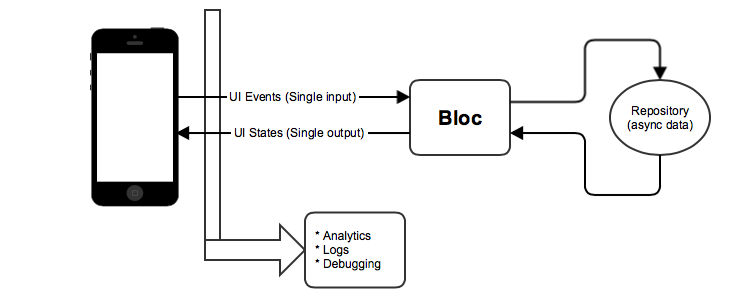 UI Events (Single input)
UI States (Single output)
Bloc
Repository
(async data)
* Analytics
* Logs
* Debugging